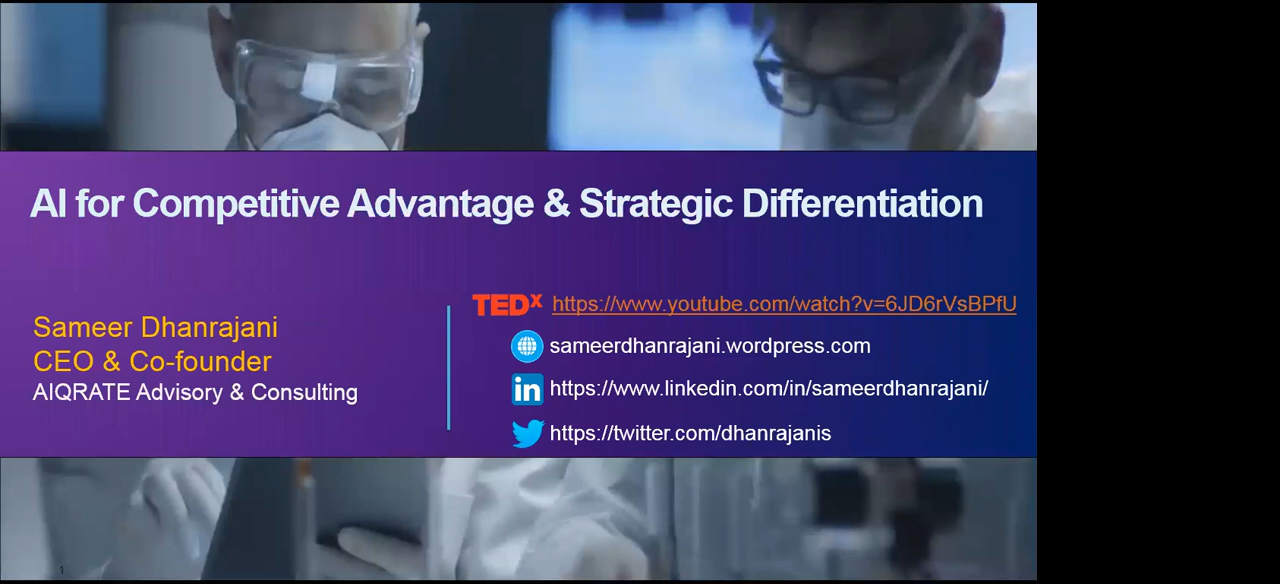 AI for Competitive Advantage & Strategic Differentiation
Sameer Dhanrajani
CEO & Co-founder
AIQRATE Advisory & Consulting
TEDx https://www.youtube.com/watch?v=6JD6rVsBPfU
sameerdhanrajani.wordpress.com
in https://www.linkedin.com/in/sameerdhanrajani/
https://twitter.com/dhanrajanis
1